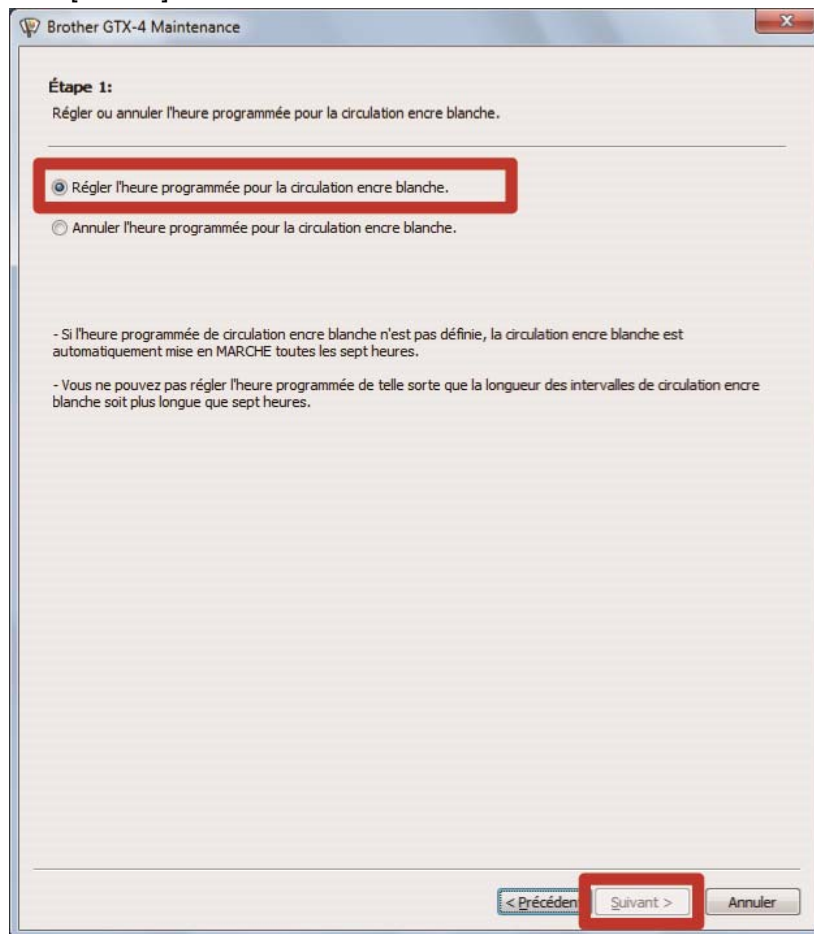 Brother GTX-4 Maintenance
Étape 1:
Régler ou annuler l'heure programmée pour la circulation encre blanche.
Régler l'heure programmée pour la circulation encre blanche.
Annuler l'heure programmée pour la circulation encre blanche.
- Si l'heure programmée de circulation encre blanche n'est pas définie, la circulation encre blanche est
automatiquement mise en MARCHE toutes les sept heures.
- Vous ne pouvez pas régler l'heure programmée de telle sorte que la longueur des intervalles de circulation encre
blanche soit plus longue que sept heures.
< Précéden Suivant > Annuler